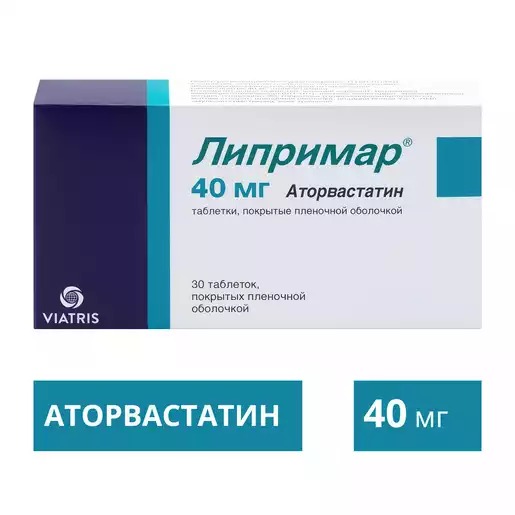 Липримар®
40 мг Аторвастатин
таблетки, покрытые пленочной оболочкой
30 таблеток,
покрытых пленочной
оболочкой
VIATRIS
АТОРВАСТАТИН
40 мг